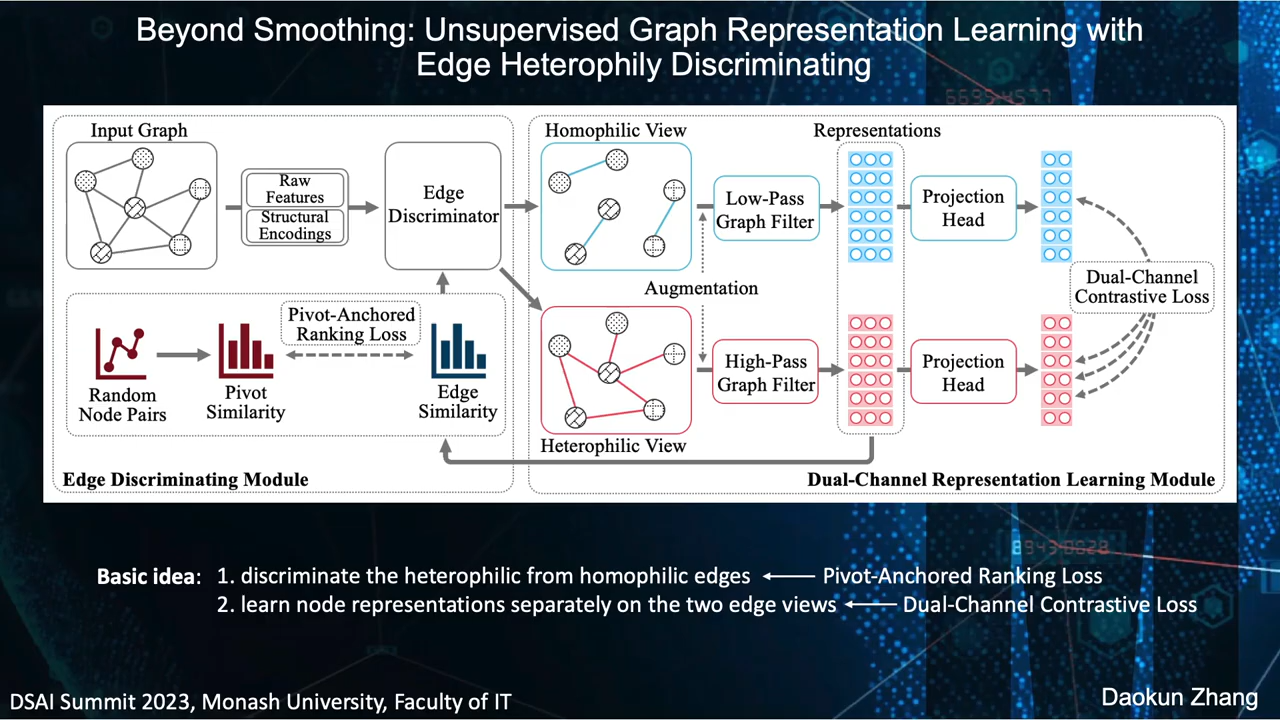 Beyond Smoothing: Unsupervised Graph Representation Learning with
Edge Heterophily Discriminating
66954577
Input Graph
Raw
Features
Structural
Encodings
Edge
Discriminator
Pivot-Anchored
Ranking Loss
Random
Node Pairs
Pivot
Similarity
Edge
Similarity
Edge Discriminating Module
Homophilic View
Representations
Low-Pass
Graph Filter
Projection
Head
Augmentation
Dual-Channel
Contrastive Loss
High-Pass
Graph Filter
Projection
Head
Heterophilic View
Dual-Channel Representation Learning Module
Basic idea: 1. discriminate the heterophilic from homophilic edges ← Pivot-Anchored Ranking Loss
2. learn node representations separately on the two edge views ← Dual-Channel Contrastive Loss
DSAI Summit 2023, Monash University, Faculty of IT
Daokun Zhang